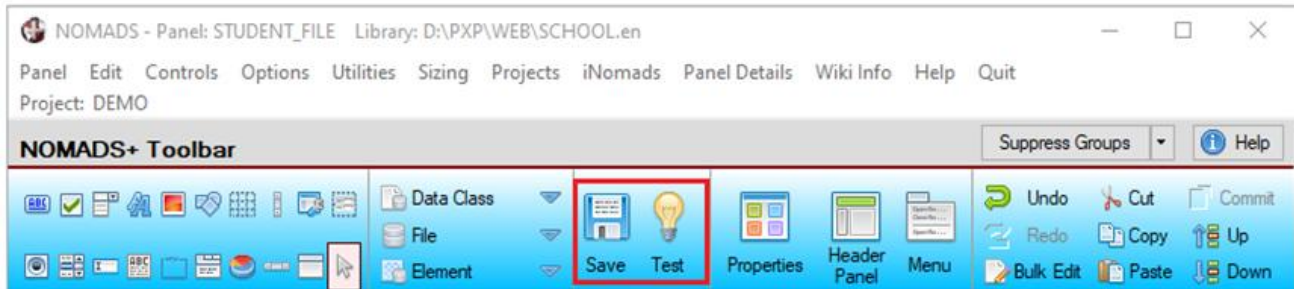 NOMADS - Panel: STUDENT_FILE Library: D:\PXP\WEB\SCHOOL.en
Panel Edit Controls Options Utilities Sizing Projects iNomads Panel Details Wiki Info Help Quit
Project: DEMO
NOMADS+ Toolbar Suppress Groups Help
Data Class Undo Cut Commit
File Redo Copy Up
Element Save Test Properties Header Panel Menu Bulk Edit Paste Down